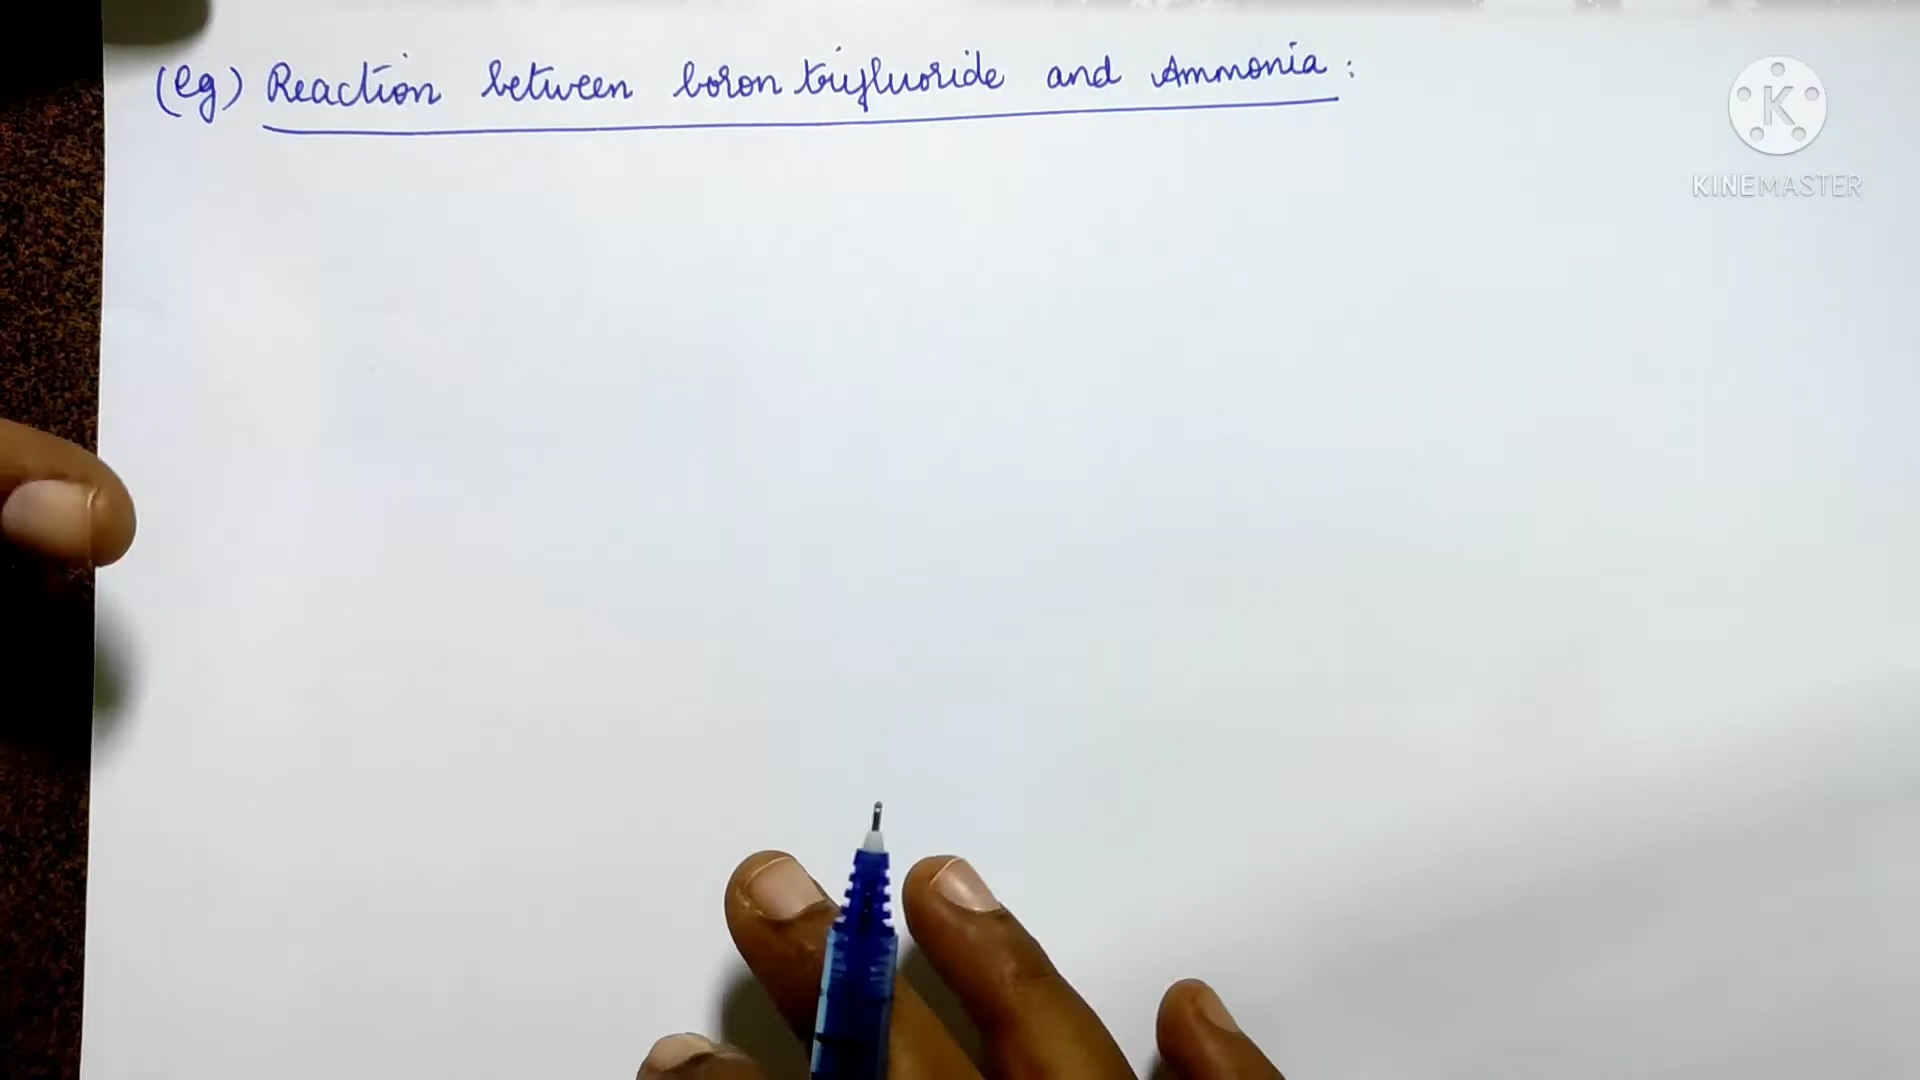 (eg) Reaction between boron trifluoride and Ammonia :
K
KINEMASTER